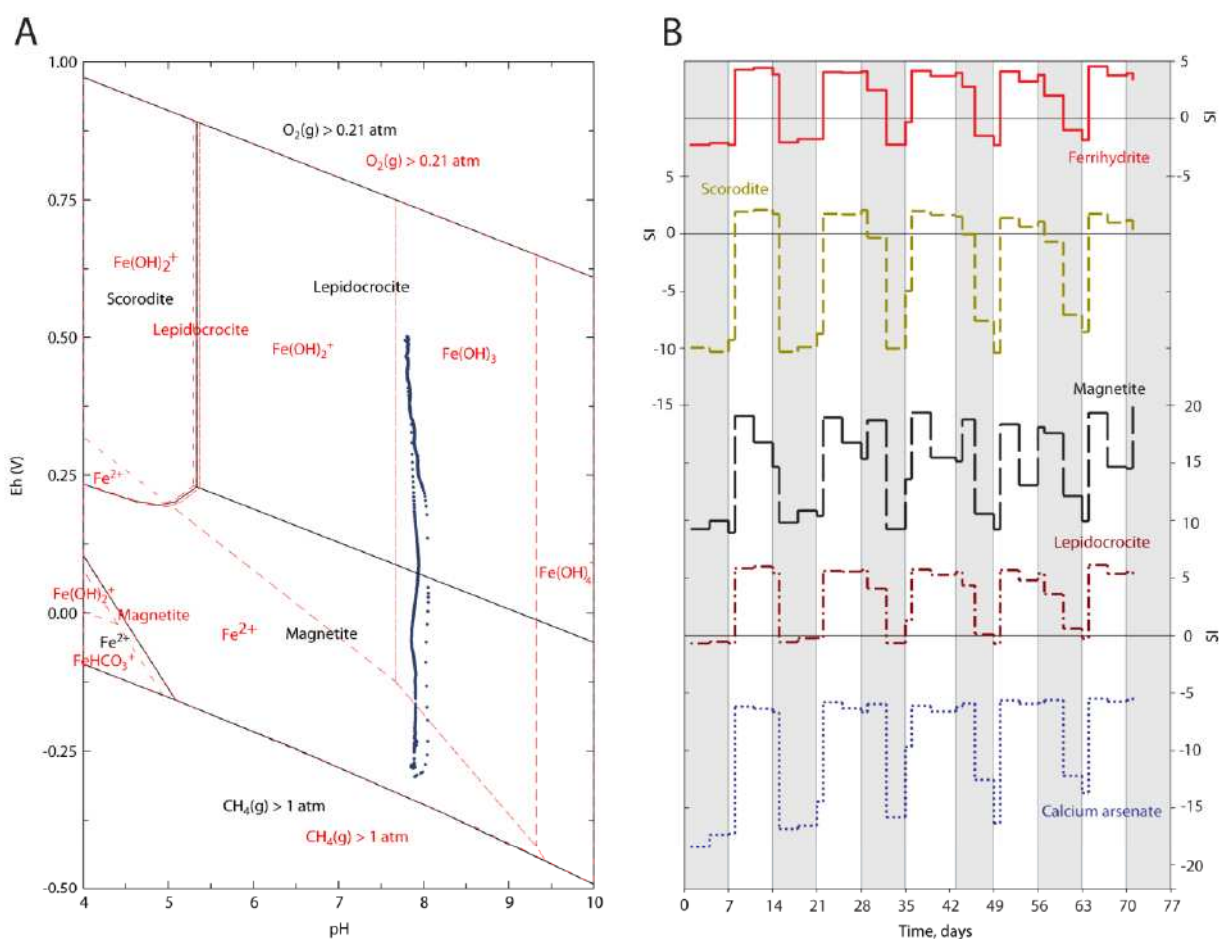 A
1.00
0.75
0.50
0.25
0.00
-0.25
-0.50
Eh (V)
4
5
6
7
8
9
10
pH
O₂(g) > 0.21 atm
O₂(g) > 0.21 atm
Fe(OH)₂⁺
Scorodite
Lepidocrocite
Lepidocrocite
Fe(OH)₂⁺
Fe(OH)₃
Fe²⁺
Fe(OH)₂⁺
Magnetite
Fe²⁺
FeHCO₃⁺
Fe²⁺
Magnetite
Fe(OH)₄⁻
CH₄(g) > 1 atm
CH₄(g) > 1 atm
B
5
0
-5
SI
Ferrihydrite
Scorodite
5
0
-5
-10
-15
SI
Magnetite
20
15
10
Lepidocrocite
5
0
-5
-10
-15
-20
SI
Calcium arsenate
0
7
14
21
28
35
42
49
56
63
70
77
Time, days